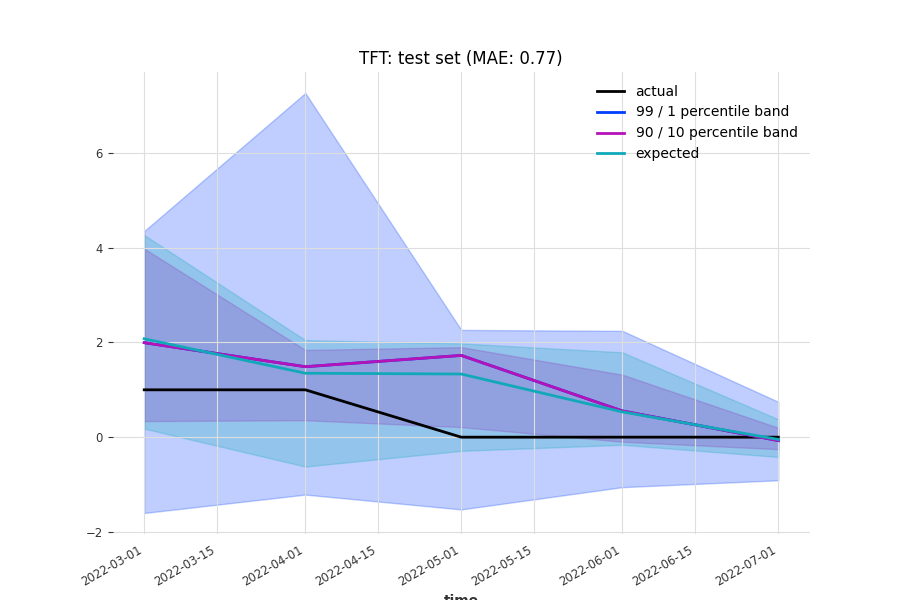 TFT: test set (MAE: 0.77)
actual
99 / 1 percentile band
90 / 10 percentile band
expected
6
4
2
0
−2
2022-03-01
2022-03-15
2022-04-01
2022-04-15
2022-05-01
2022-05-15
2022-06-01
2022-06-15
2022-07-01
time